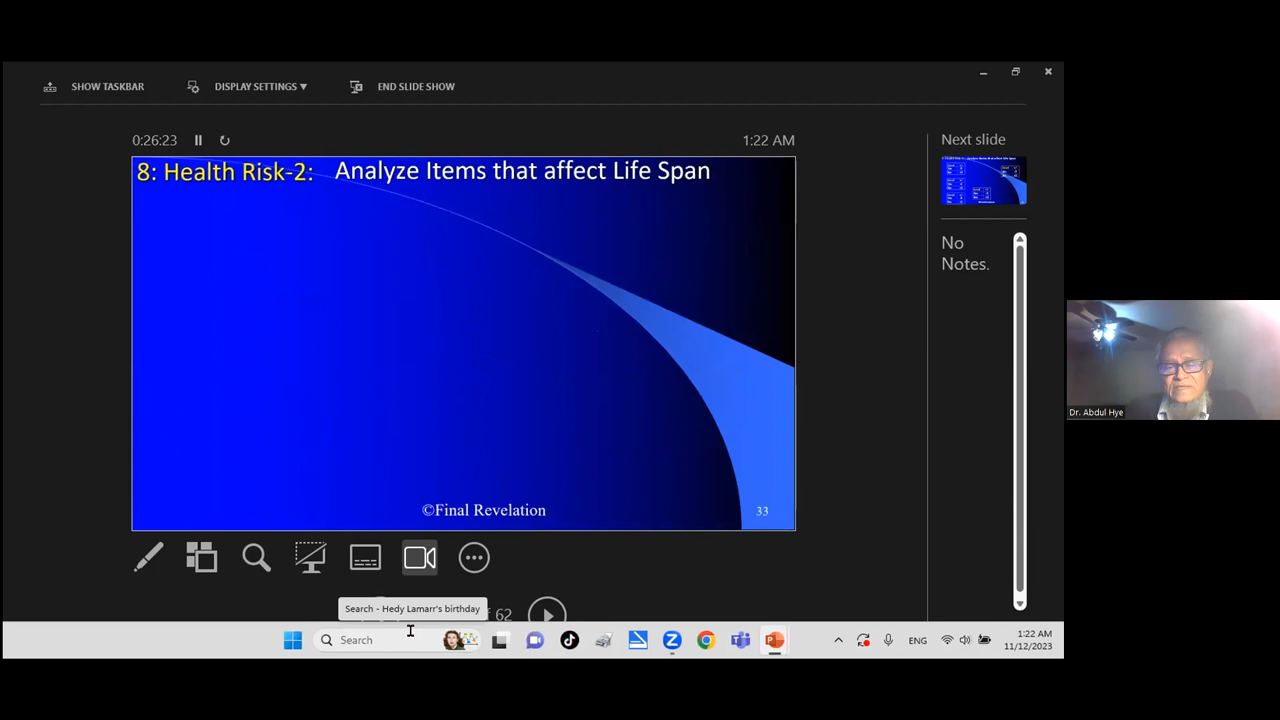 SHOW TASKBAR DISPLAY SETTINGS ▼ END SLIDE SHOW
0:26:23 1:22 AM Next slide
8: Health Risk-2: Analyze Items that affect Life Span
No
Notes.
Dr. Abdul Hye
©Final Revelation 33
Search - Hedy Lamarr's birthday
62
Search
ENG
1:22 AM
11/12/2023